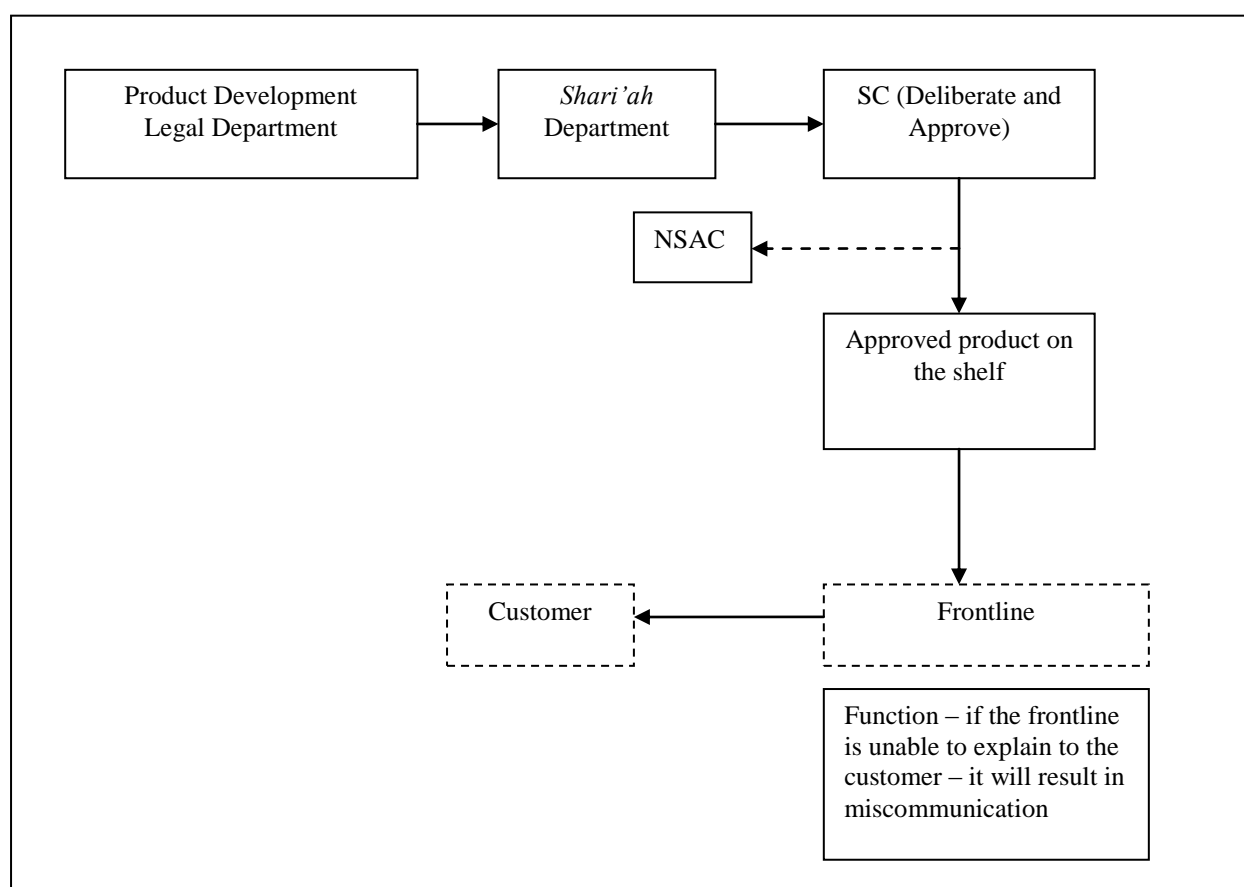 Product Development
Legal Department
Shari’ah
Department
SC (Deliberate and
Approve)
NSAC
Approved product on
the shelf
Customer
Frontline
Function – if the frontline
is unable to explain to the
customer – it will result in
miscommunication